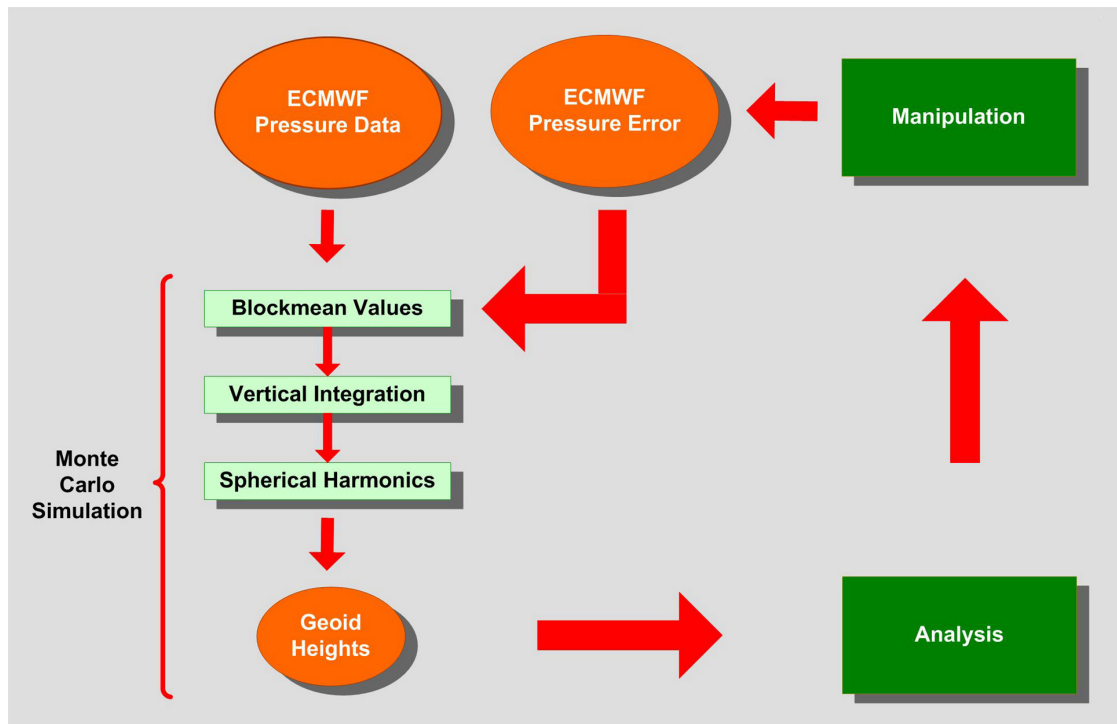 ECMWF
Pressure Data
ECMWF
Pressure Error
Manipulation
Blockmean Values
Vertical Integration
Spherical Harmonics
Monte
Carlo
Simulation
Geoid
Heights
Analysis